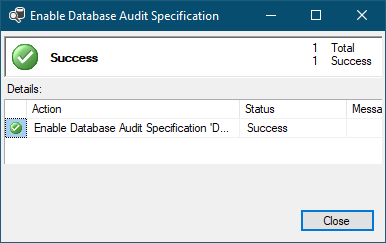 Enable Database Audit Specification
Success
1 Total
1 Success
Details:
Action Status Messa
Enable Database Audit Specification 'D... Success
Close